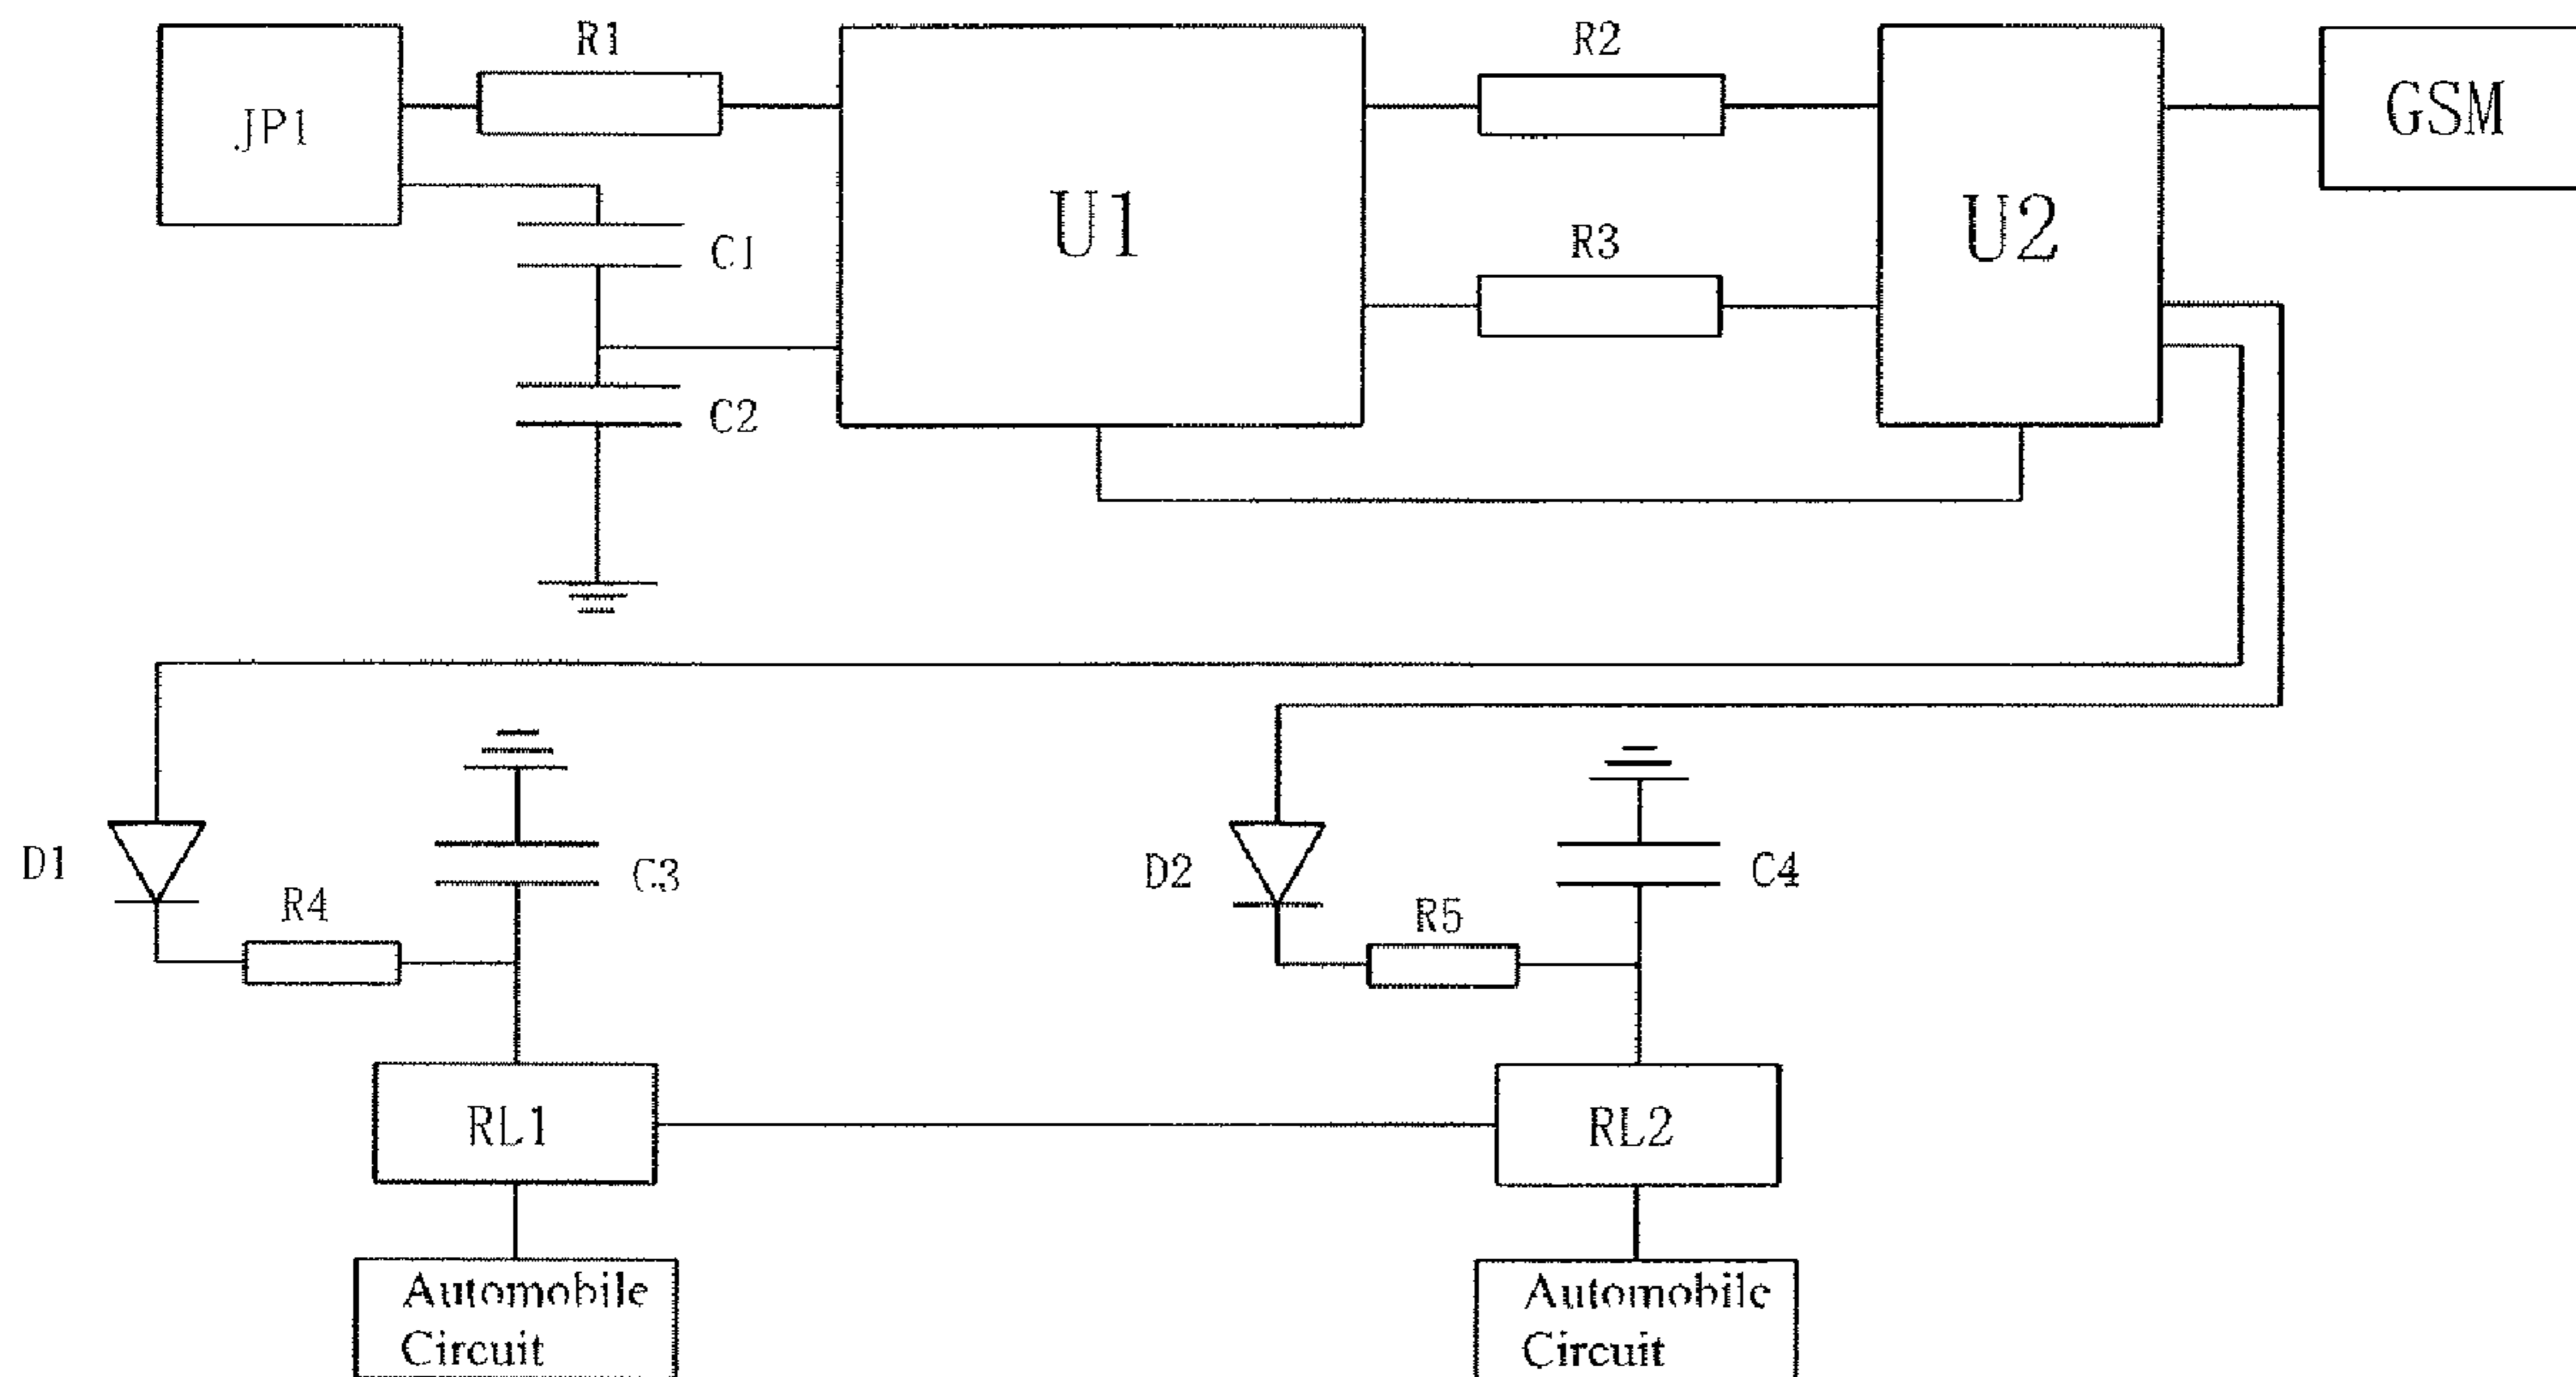 R1
R2
JP1
GSM
U1
U2
C1
R3
C2
D1
C3
D2
C4
R4
R5
RL1
RL2
Automobile
Circuit
Automobile
Circuit